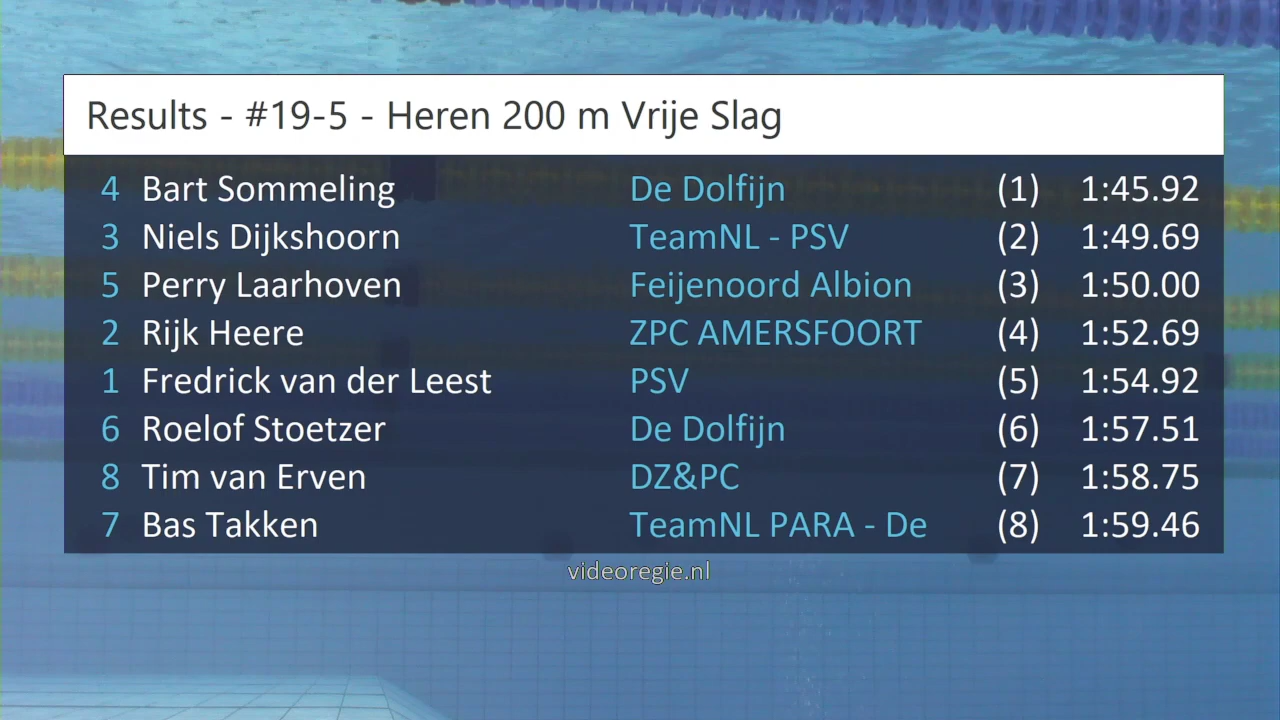 Results - #19-5 - Heren 200 m Vrije Slag
4 Bart Sommeling De Dolfijn (1) 1:45.92
3 Niels Dijkshoorn TeamNL - PSV (2) 1:49.69
5 Perry Laarhoven Feijenoord Albion (3) 1:50.00
2 Rijk Heere ZPC AMERSFOORT (4) 1:52.69
1 Fredrick van der Leest PSV (5) 1:54.92
6 Roelof Stoetzer De Dolfijn (6) 1:57.51
8 Tim van Erven DZ&PC (7) 1:58.75
7 Bas Takken TeamNL PARA - De (8) 1:59.46
videoregie.nl